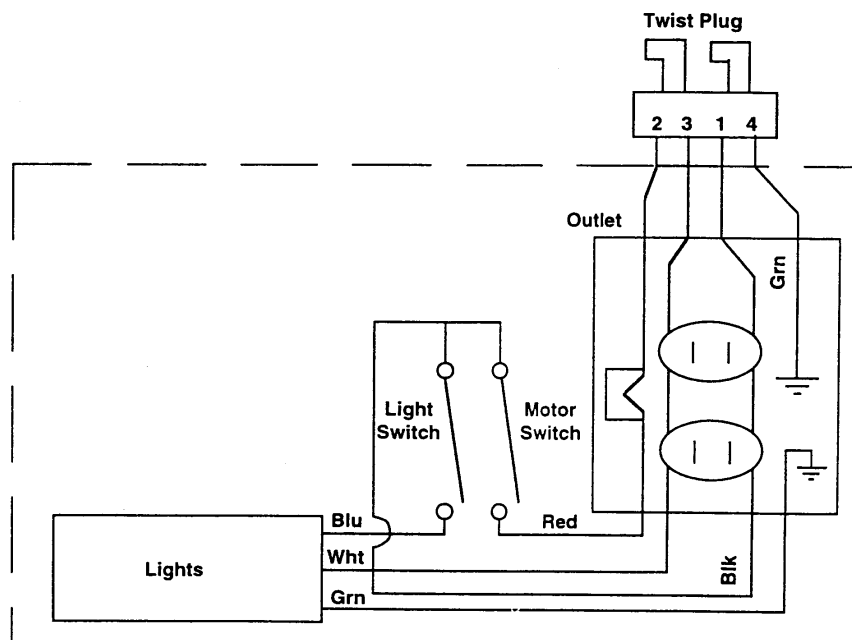 Twist Plug
2 3 1 4
Outlet
Grn
Light
Switch
Motor
Switch
Blu
Red
Wht
Blk
Lights
Grn